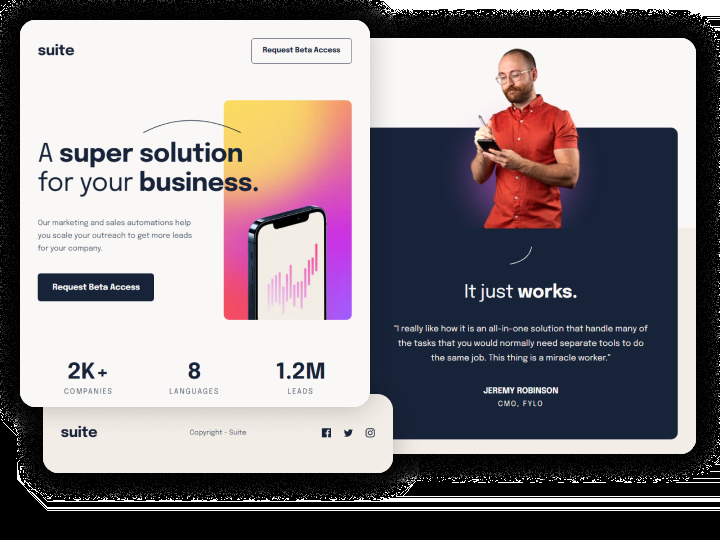 suite
Request Beta Access
A super solution
for your business.
Our marketing and sales automations help
you scale your outreach to get more leads
for your company.
Request Beta Access
2K+
8
1.2M
COMPANIES
LANGUAGES
LEADS
suite
Copyright - Suite
It just works.
“I really like how it is an all-in-one solution that handle many of
the tasks that you would normally need separate tools to do
the same job. This thing is a miracle worker.”
JEREMY ROBINSON
CMO, FYLO